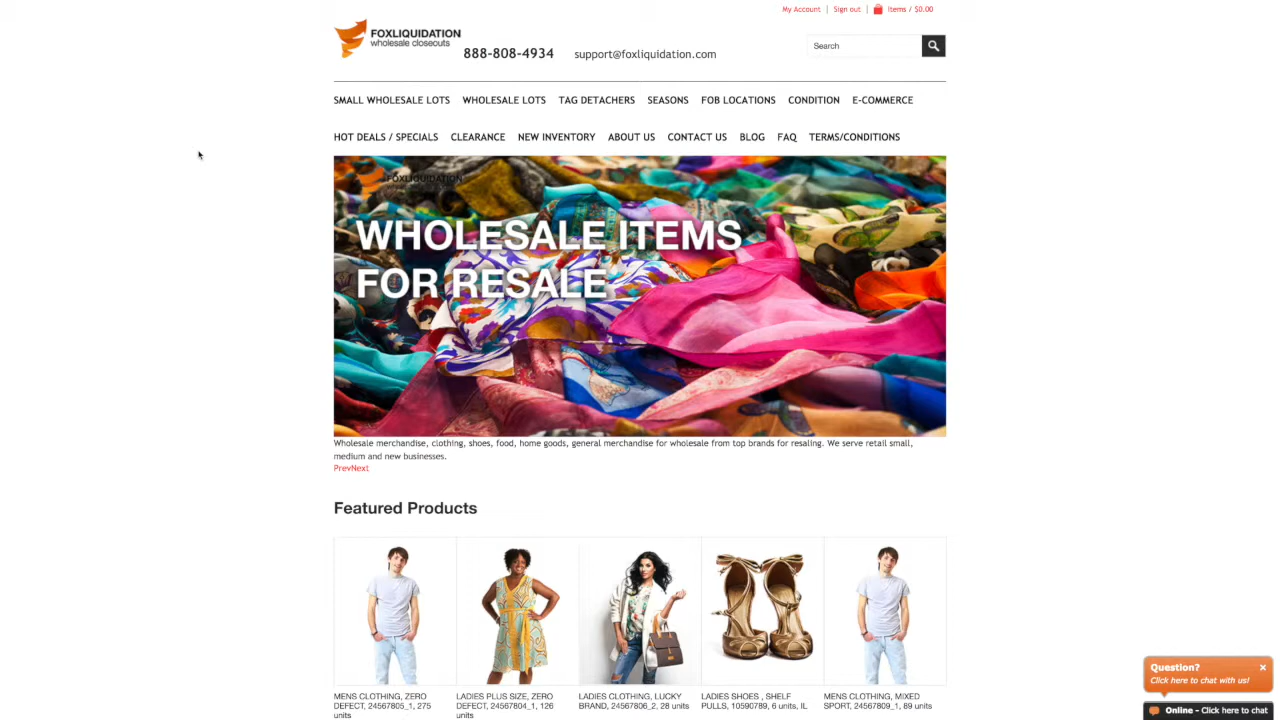 My Account | Sign out | Items / $0.00
FOXLIQUIDATION
wholesale closecuts
888-808-4934 support@foxliquidation.com
Search
SMALL WHOLESALE LOTS WHOLESALE LOTS TAG DETACHERS SEASONS FOB LOCATIONS CONDITION E-COMMERCE
HOT DEALS / SPECIALS CLEARANCE NEW INVENTORY ABOUT US CONTACT US BLOG FAQ TERMS/CONDITIONS
FOXLIQUIDATION
WHOLESALE ITEMS
FOR RESALE
Wholesale merchandise, clothing, shoes, food, home goods, general merchandise for wholesale from top brands for resaling. We serve retail small,
medium and new businesses.
PrevNext
Featured Products
MENS CLOTHING, ZERO
DEFECT, 24567805_1, 275
units
LADIES PLUS SIZE, ZERO
DEFECT, 24567804_1, 126
units
LADIES CLOTHING, LUCKY
BRAND, 24567806_2, 28 units
LADIES SHOES , SHELF
PULLS, 10590789, 6 units, IL
MENS CLOTHING, MIXED
SPORT, 24567809_1, 89 units
Question?
Click here to chat with us!
Online - Click here to chat